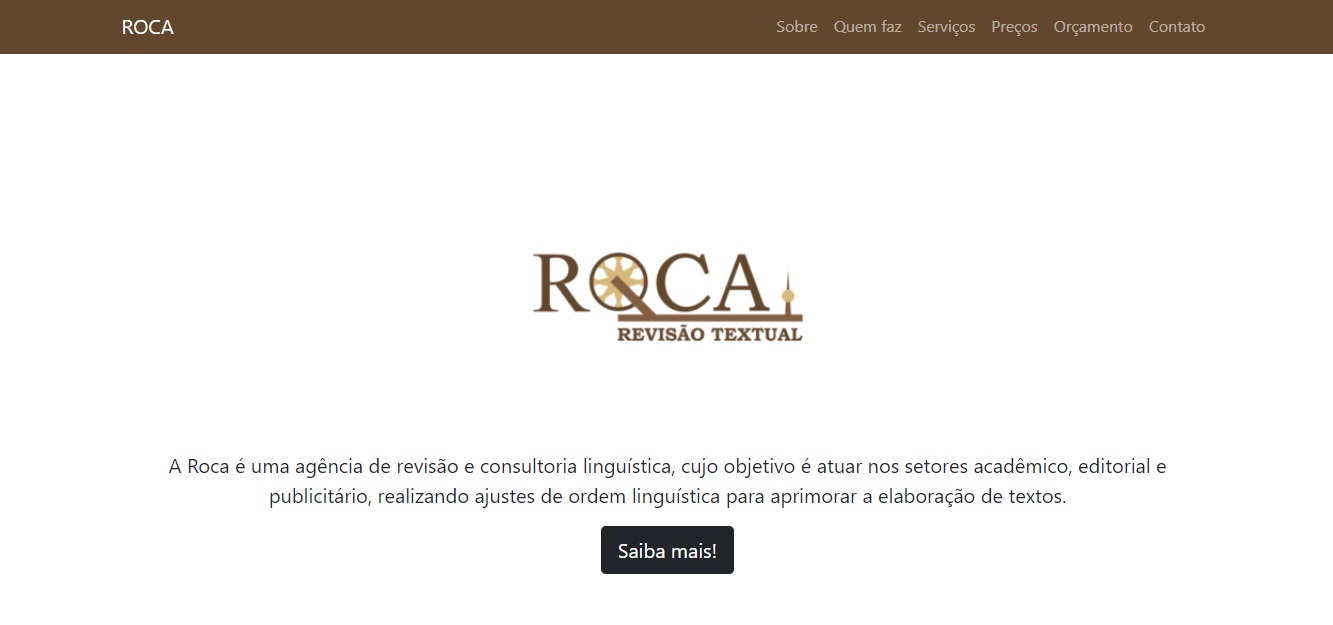 ROCA
Sobre Quem faz Serviços Preços Orçamento Contato
ROCA
REVISÃO TEXTUAL
A Roca é uma agência de revisão e consultoria linguística, cujo objetivo é atuar nos setores acadêmico, editorial e
publicitário, realizando ajustes de ordem linguística para aprimorar a elaboração de textos.
Saiba mais!